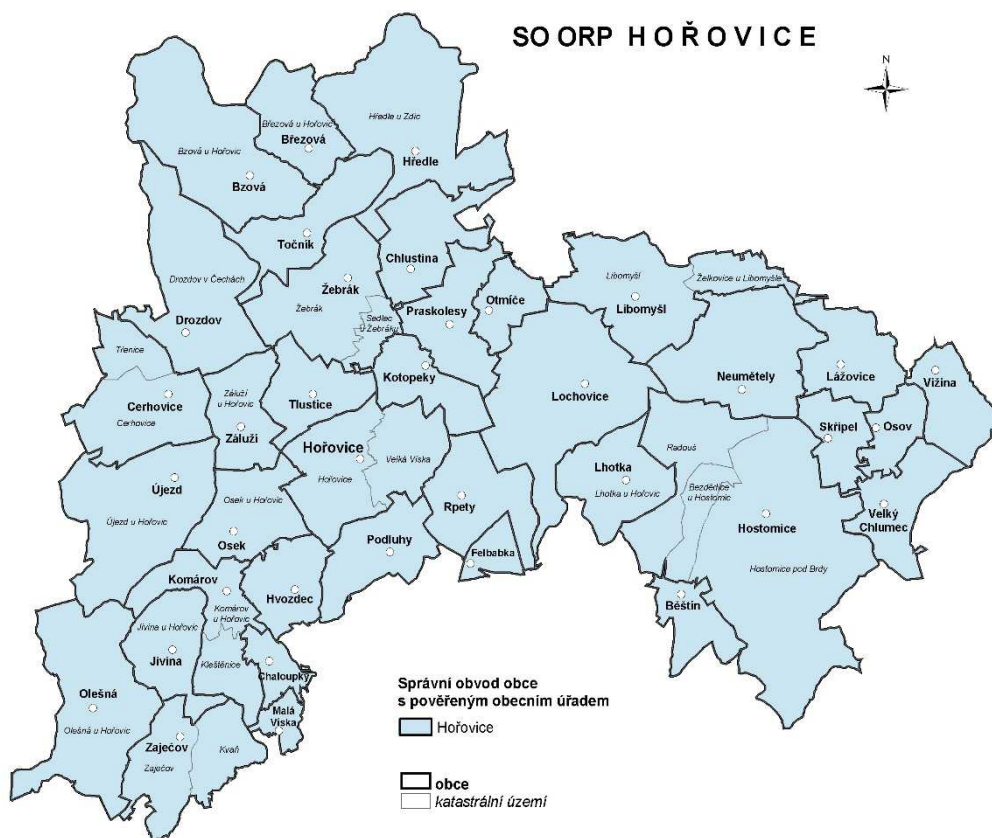 SO ORP HOŘOVICE
N
Březová u Hořovic
Březová
Hředle u Zdic
Hředle
Bzová u Hořovic
Bzová
Točník
Chlustina
Žebrák
Žebrák
Sedlec
u Žebráku
Drozdov v Čechách
Drozdov
Praskolesy
Otmíče
Libomyšl
Libomyšl
Želkovice u Libomyšle
Třenice
Cerhovice
Cerhovice
Záluží
u Hořovic
Záluží
Tlustice
Kotopeky
Lochovice
Neumětely
Lážovice
Vižina
Skřipel
Osov
Hořovice
Hořovice
Velká Víska
Radouš
Lhotka
Lhotka u Hořovic
Bezdědice
u Hostomic
Újezd
Újezd u Hořovic
Osek u Hořovic
Osek
Rpety
Hostomice
Hostomice pod Brdy
Velký
Chlumec
Podluhy
Felbabka
Komárov
Komárov
u Hořovic
Hvozdec
Běštín
Jivina u Hořovic
Jivina
Kleštěnice
Chaloupky
Olešná
Olešná u Hořovic
Malá
Víska
Zaječov
Zaječov
Kvaň
Správní obvod obce
s pověřeným obecním úřadem
Hořovice
obce
katastrální území